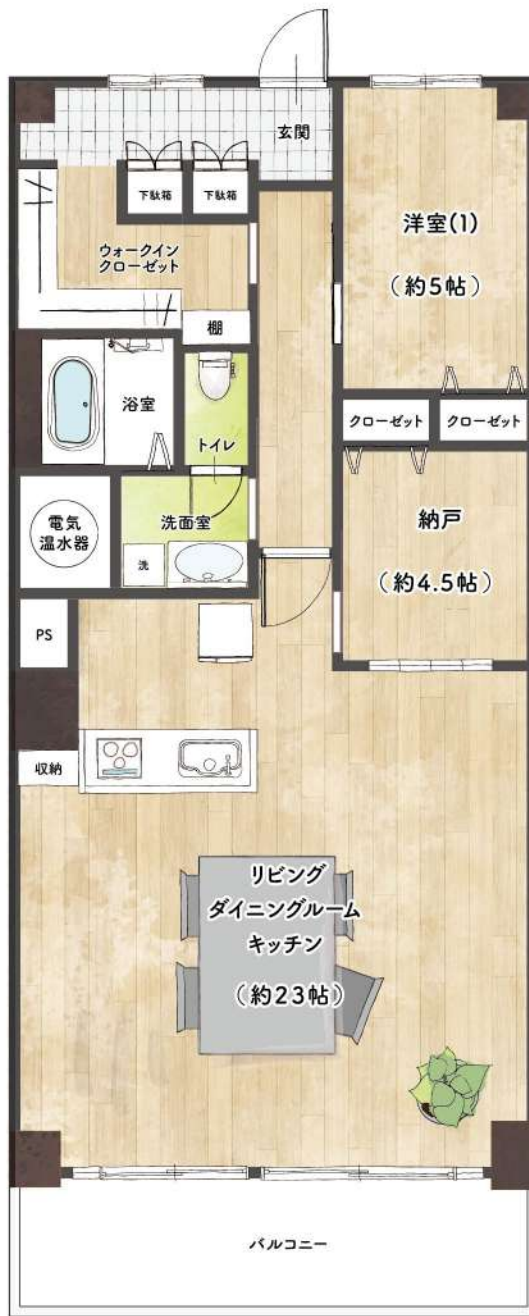 玄関
下駄箱
下駄箱
洋室(1)
(約5帖)
ウォークイン
クローゼット
棚
浴室
トイレ
クローゼット
クローゼット
電気
温水器
洗面室
洗
納戸
(約4.5帖)
PS
収納
リビング
ダイニングルーム
キッチン
(約23帖)
バルコニー